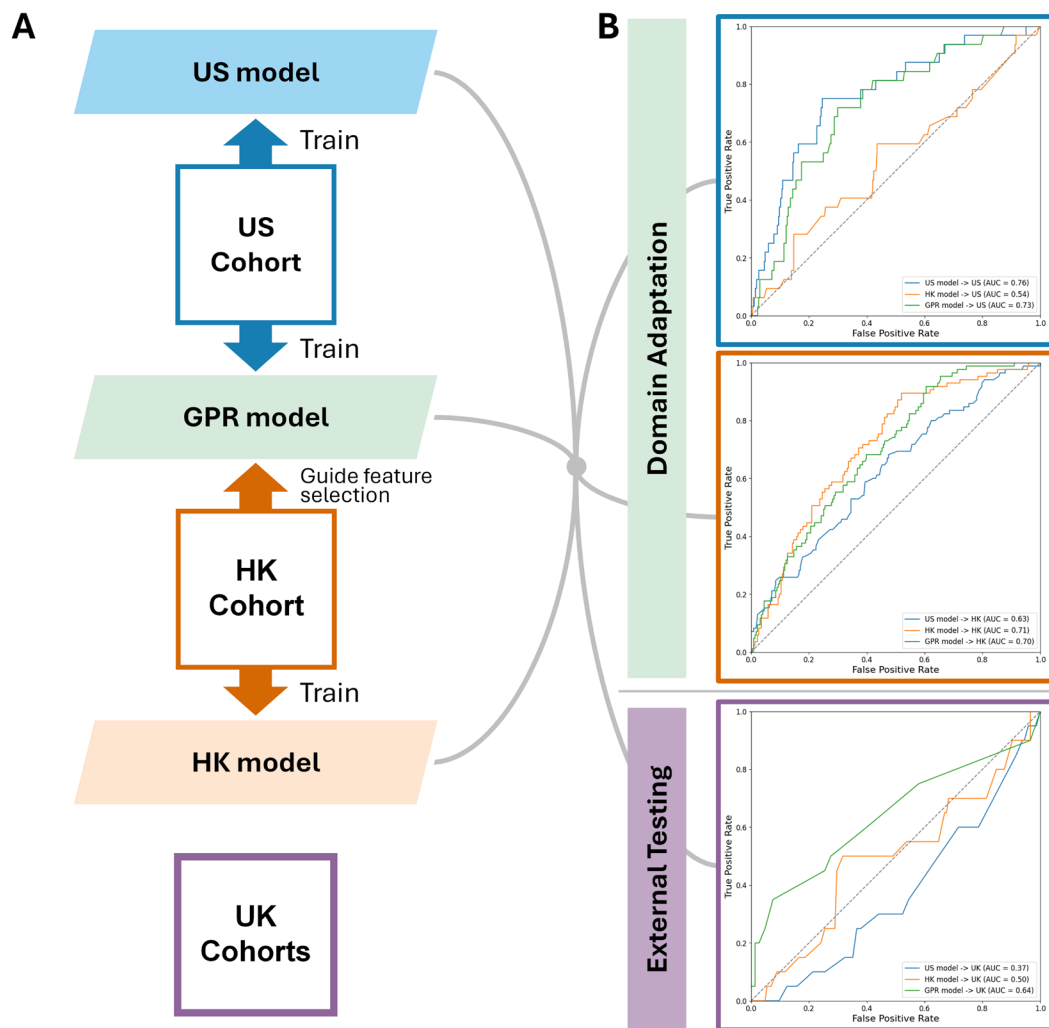 A
US model
Train
US
Cohort
Train
GPR model
Guide feature
selection
HK
Cohort
Train
HK model
UK
Cohorts
B
Domain Adaptation
True Positive Rate
1.0
0.8
0.6
0.4
0.2
0.0
US model -> US (AUC = 0.76)
HK model -> US (AUC = 0.54)
GPR model -> US (AUC = 0.73)
0.0 0.2 0.4 0.6 0.8 1.0
False Positive Rate
True Positive Rate
1.0
0.8
0.6
0.4
0.2
0.0
US model -> HK (AUC = 0.63)
HK model -> HK (AUC = 0.71)
GPR model -> HK (AUC = 0.70)
0.0 0.2 0.4 0.6 0.8 1.0
False Positive Rate
External Testing
True Positive Rate
1.0
0.8
0.6
0.4
0.2
0.0
US model -> UK (AUC = 0.37)
HK model -> UK (AUC = 0.50)
GPR model -> UK (AUC = 0.64)
0.0 0.2 0.4 0.6 0.8 1.0
False Positive Rate